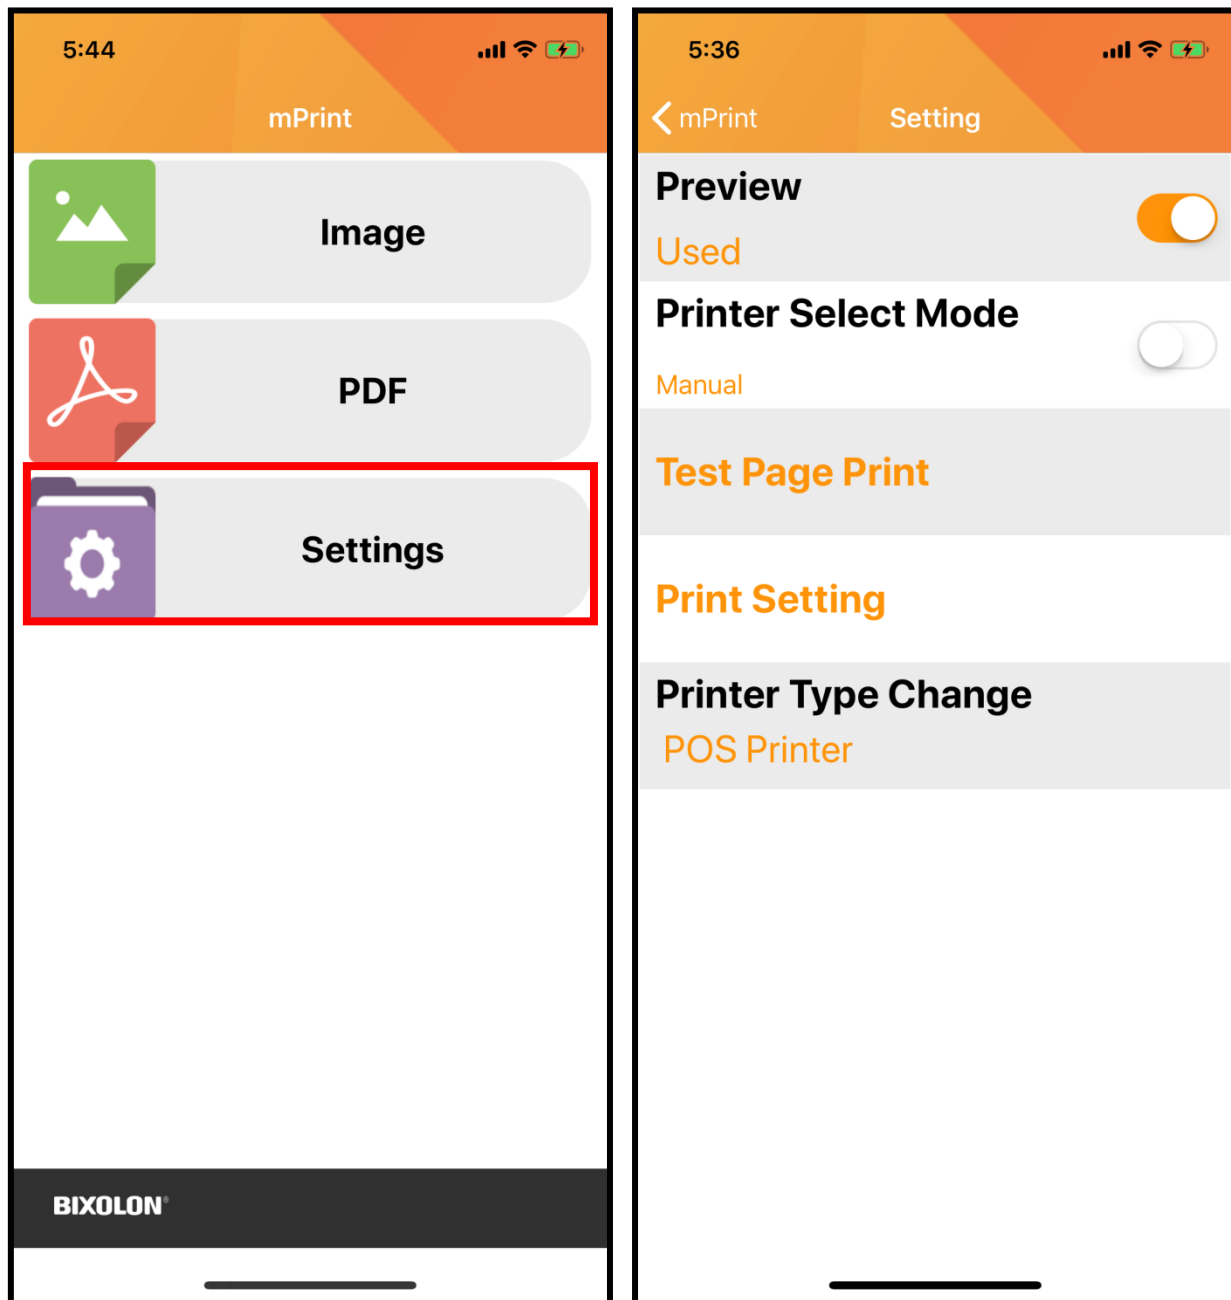 5:44
mPrint
Image
PDF
Settings
BIXOLON®
5:36
mPrint
Setting
Preview
Used
Printer Select Mode
Manual
Test Page Print
Print Setting
Printer Type Change
POS Printer